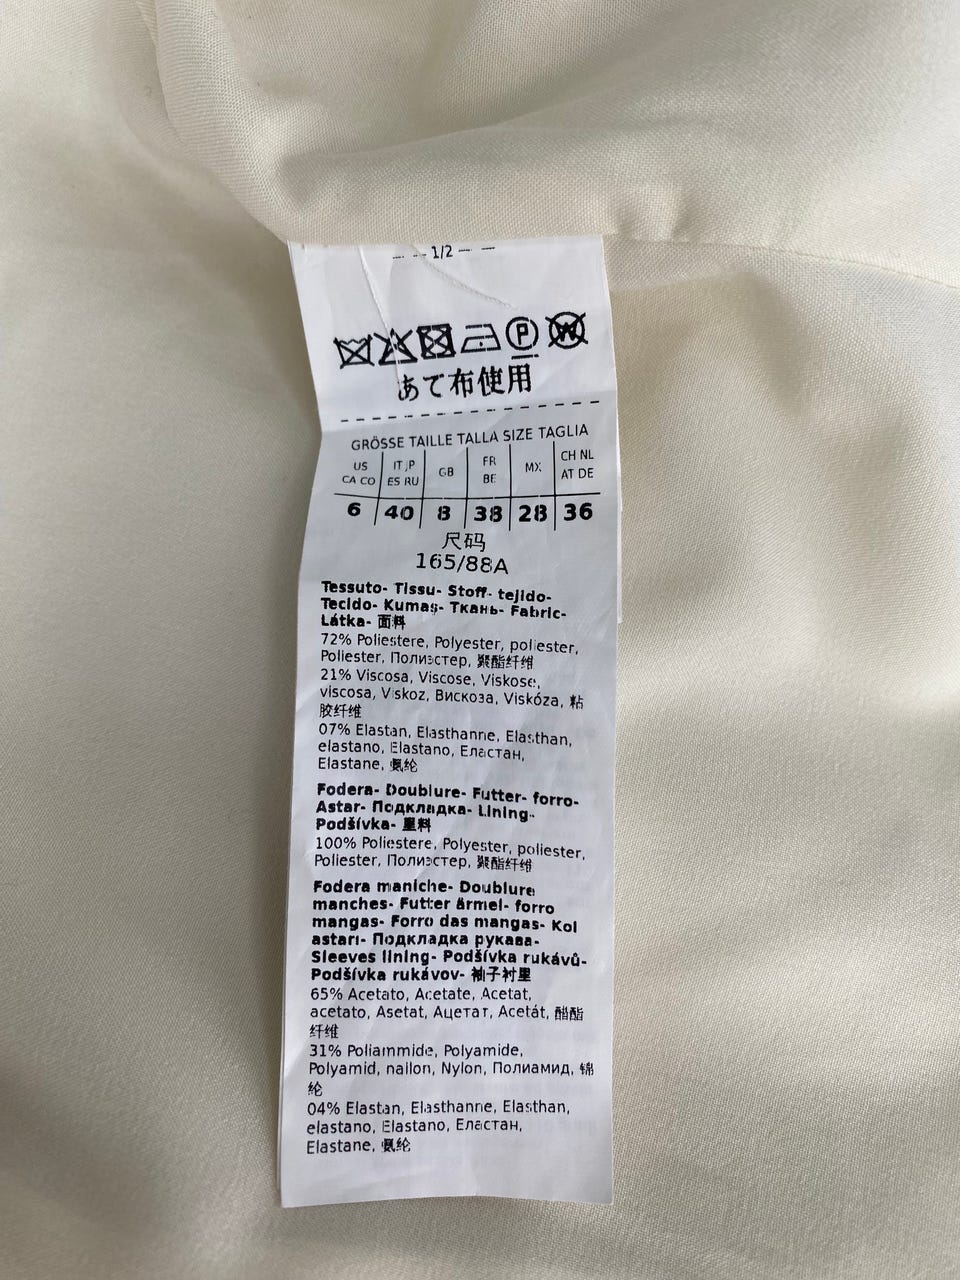 1/2
P W
あて布使用
GRÖSSE TAILLE TALLA SIZE TAGLIA
US CA CO IT JP ES RU GB FR BE MX CH NL AT DE
6 40 8 38 28 36
尺码
165/88A
Tessuto- Tissu- Stoff- tejido-
Tecido- Kumaş- Ткань- Fabric-
Látka- 面料
72% Poliestere, Polyester, poliester,
Poliester, Полиэстер, 聚酯纤维
21% Viscosa, Viscose, Viskose,
viscosa, Viskoz, Вискоза, Viskóza, 粘
胶纤维
07% Elastan, Elasthanne, Elasthan,
elastano, Elastano, Еластан,
Elastane, 氨纶
Fodera- Doublure- Futter- forro-
Astar- Подкладка- Lining-
Podšívka- 里料
100% Poliestere, Polyester, poliester,
Poliester, Полиэстер, 聚酯纤维
Fodera maniche- Doublure
manches- Futter ärmel- forro
mangas- Forro das mangas- Kol
astarı- Подкладка рукава-
Sleeves lining- Podšívka rukávů-
Podšívka rukávov- 袖子衬里
65% Acetato, Acetate, Acetat,
acetato, Asetat, Ацетат, Acetát, 醋酯
纤维
31% Poliammide, Polyamide,
Polyamid, nailon, Nylon, Полиамид, 锦
纶
04% Elastan, Elasthanne, Elasthan,
elastano, Elastano, Еластан,
Elastane, 氨纶